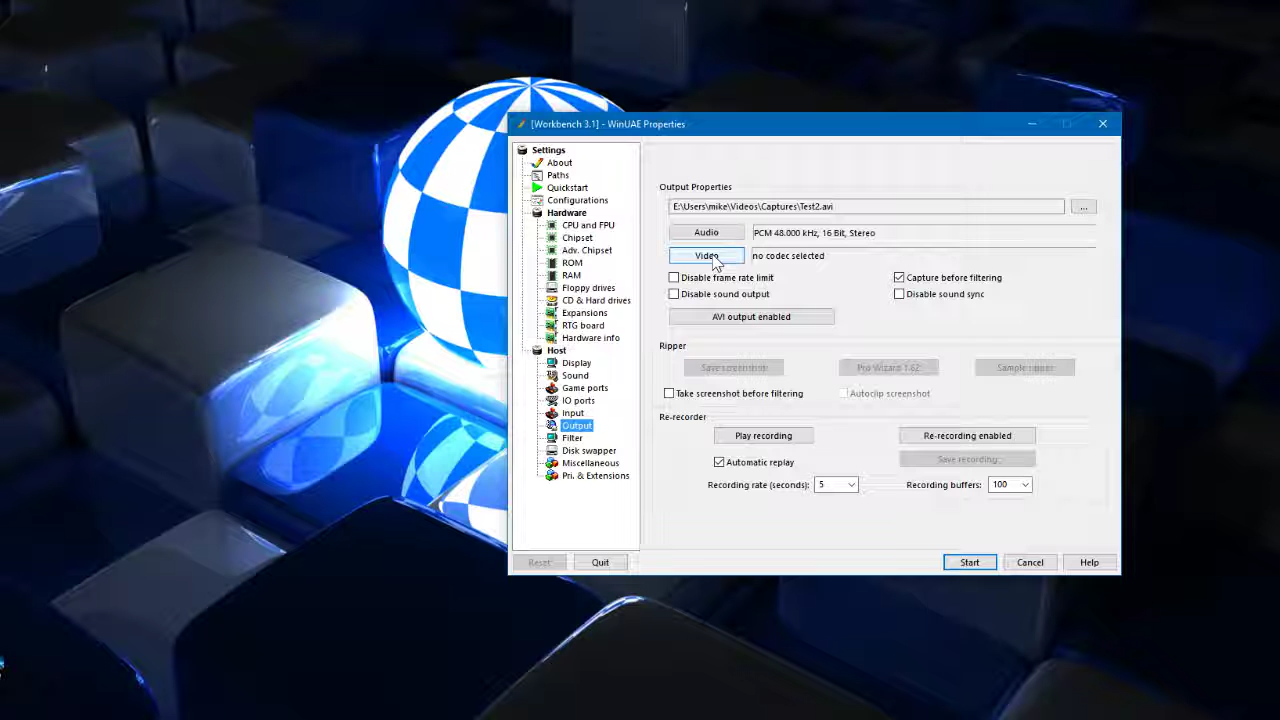 [Workbench 3.1] - WinUAE Properties
Settings
About
Paths
Quickstart
Configurations
Hardware
CPU and FPU
Chipset
Adv. Chipset
ROM
RAM
Floppy drives
CD & Hard drives
Expansions
RTG board
Hardware info
Host
Display
Sound
Game ports
IO ports
Input
Output
Filter
Disk swapper
Miscellaneous
Pri. & Extensions
Output Properties
E:\Users\mike\Videos\Captures\Test2.avi
...
Audio
PCM 48.000 kHz, 16 Bit, Stereo
Video
no codec selected
Disable frame rate limit
Capture before filtering
Disable sound output
Disable sound sync
AVI output enabled
Ripper
Save screenshot
Pro Wizard 1.62
Sample ripper
Take screenshot before filtering
Autoclip screenshot
Re-recorder
Play recording
Re-recording enabled
Automatic replay
Save recording
Recording rate (seconds):
5
Recording buffers:
100
Reset
Quit
Start
Cancel
Help